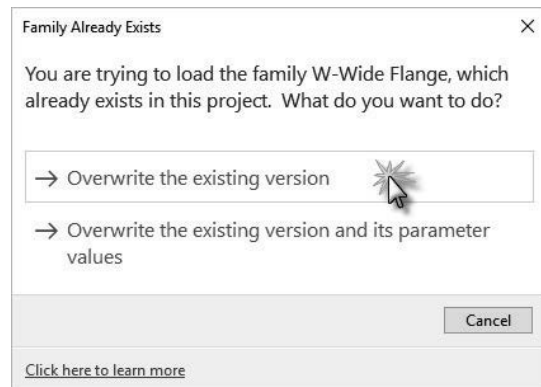 Family Already Exists
You are trying to load the family W-Wide Flange, which
already exists in this project. What do you want to do?
Overwrite the existing version
Overwrite the existing version and its parameter
values
Cancel
Click here to learn more